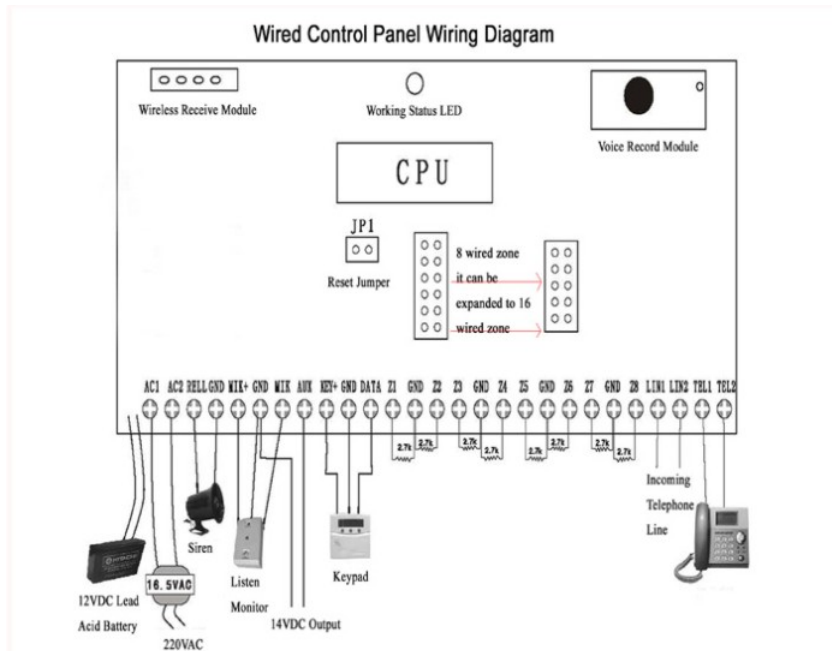 Wired Control Panel Wiring Diagram
Wireless Receive Module
Working Status LED
Voice Record Module
CPU
JP1
Reset Jumper
8 wired zone
it can be
expanded to 16
wired zone
AC1 AC2 RELL GND MIK+ GND MIK AUX KEY+ GND DATA Z1 GND Z2 Z3 GND Z4 Z5 GND Z6 Z7 GND Z8 LIN1 LIN2 TEL1 TEL2
2.7k 2.7k 2.7k 2.7k 2.7k 2.7k 2.7k 2.7k
Incoming
Telephone
Line
Siren
16.5VAC
Listen
Monitor
Keypad
12VDC Lead
Acid Battery
14VDC Output
220VAC